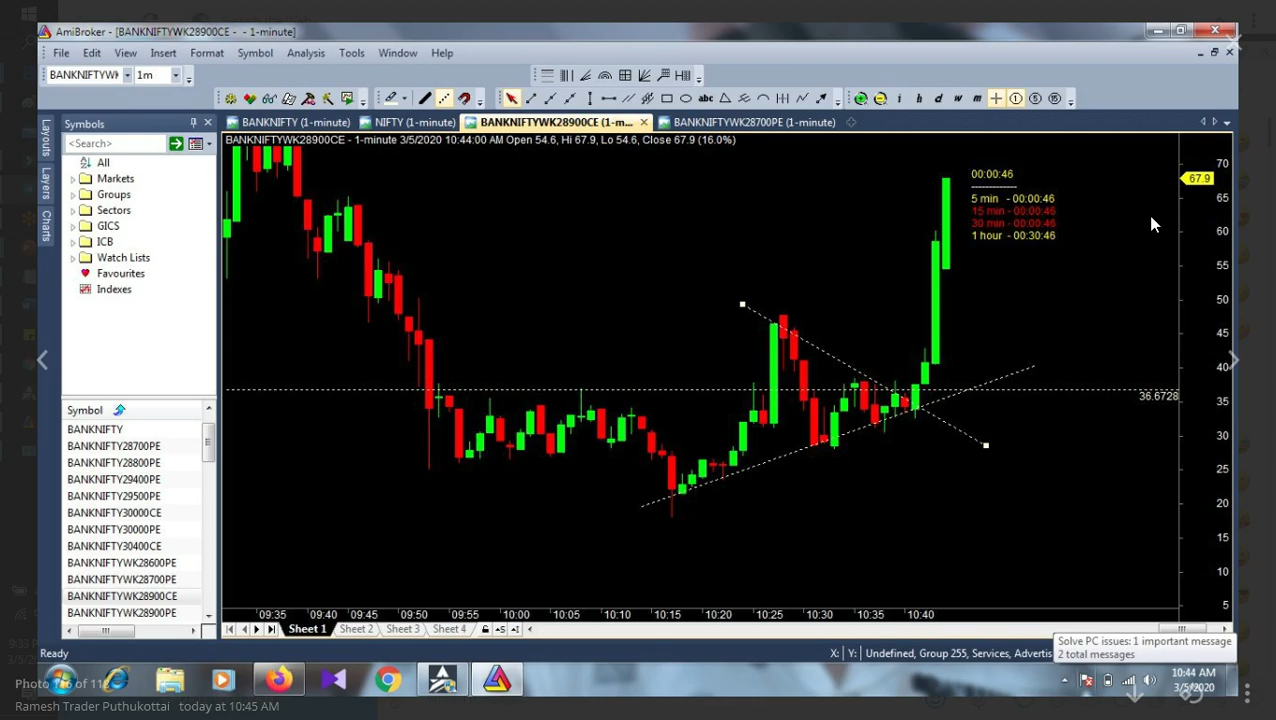 AmiBroker - [BANKNIFTYWK28900CE - - 1-minute]
File Edit View Insert Format Symbol Analysis Tools Window Help
BANKNIFTYWK 1m
abc i h d w m 1 5 15
Layouts
Layers
Charts
Symbols
<Search>
All
Markets
Groups
Sectors
GICS
ICB
Watch Lists
Favourites
Indexes
Symbol
BANKNIFTY
BANKNIFTY28700PE
BANKNIFTY28800PE
BANKNIFTY29400PE
BANKNIFTY29500PE
BANKNIFTY30000CE
BANKNIFTY30000PE
BANKNIFTY30400CE
BANKNIFTYWK28600PE
BANKNIFTYWK28700PE
BANKNIFTYWK28900CE
BANKNIFTYWK28900PE
BANKNIFTY (1-minute) NIFTY (1-minute) BANKNIFTYWK28900CE (1-m... BANKNIFTYWK28700PE (1-minute)
BANKNIFTYWK28900CE - 1-minute 3/5/2020 10:44:00 AM Open 54.6, Hi 67.9, Lo 54.6, Close 67.9 (16.0%)
00:00:46
---------------
5 min - 00:00:46
15 min - 00:00:46
30 min - 00:00:46
1 hour - 00:30:46
70
67.9
65
60
55
50
45
40
36.6728
35
30
25
20
15
10
5
09:35 09:40 09:45 09:50 09:55 10:00 10:05 10:10 10:15 10:20 10:25 10:30 10:35 10:40
Sheet 1 Sheet 2 Sheet 3 Sheet 4
Ready
X: Y: Undefined, Group 255, Services, Advertis
Solve PC issues: 1 important message
2 total messages
10:44 AM
3/5/2020
Ramesh Trader Puthukottai today at 10:45 AM